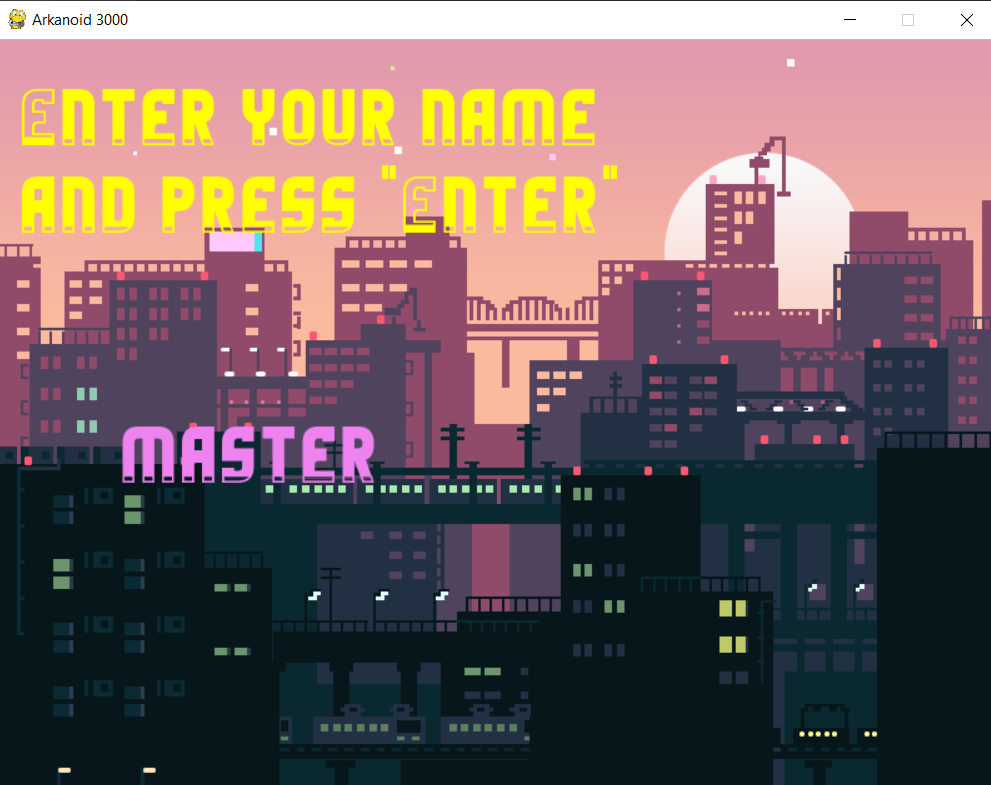 Arkanoid 3000
Enter your name
and press "Enter"
master